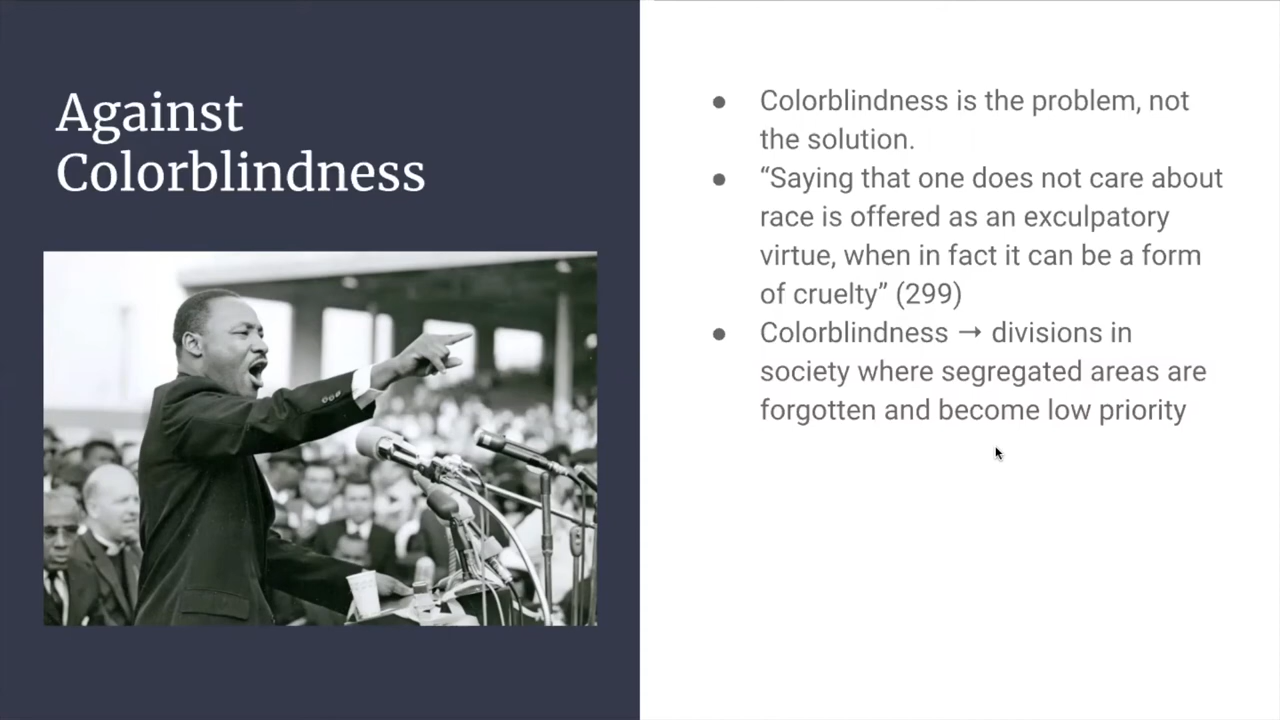 Against
Colorblindness
● Colorblindness is the problem, not
the solution.
● “Saying that one does not care about
race is offered as an exculpatory
virtue, when in fact it can be a form
of cruelty” (299)
● Colorblindness → divisions in
society where segregated areas are
forgotten and become low priority